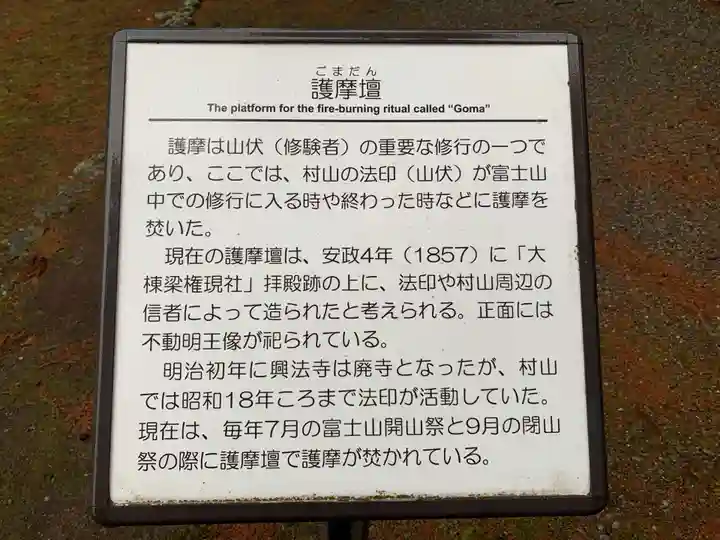 ごまだん
護摩壇
The platform for the fire-burning ritual called “Goma”
護摩は山伏（修験者）の重要な修行の一つで
あり、ここでは、村山の法印（山伏）が富士山
中での修行に入る時や終わった時などに護摩を
焚いた。
現在の護摩壇は、安政4年（1857）に「大
棟梁権現社」拝殿跡の上に、法印や村山周辺の
信者によって造られたと考えられる。正面には
不動明王像が祀られている。
明治初年に興法寺は廃寺となったが、村山
では昭和18年ころまで法印が活動していた。
現在は、毎年7月の富士山開山祭と9月の閉山
祭の際に護摩壇で護摩が焚かれている。